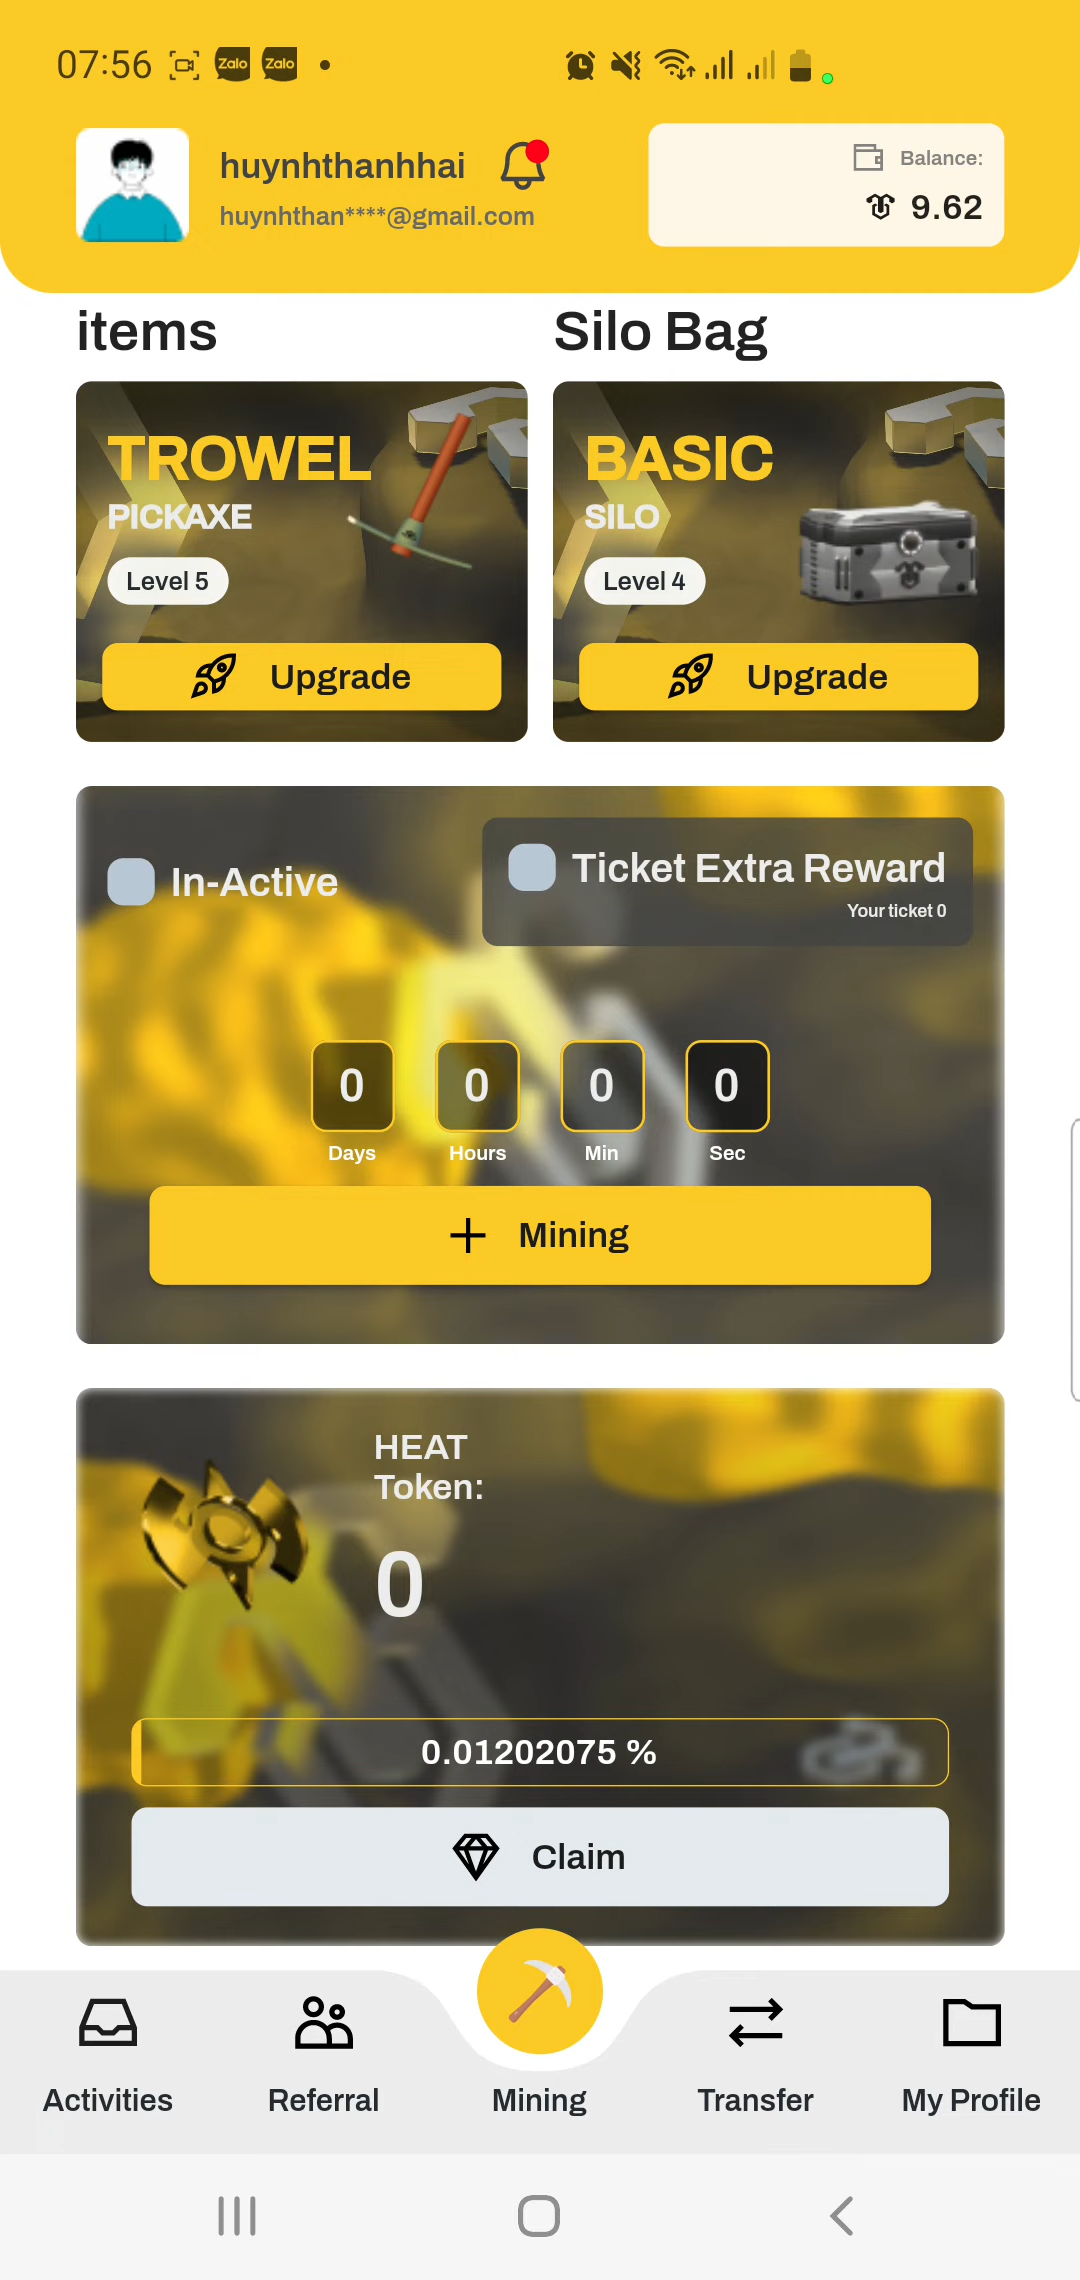 07:56
Zalo
Zalo
huynhthanhhai
huynhthan****@gmail.com
Balance:
9.62
items
Silo Bag
TROWEL
PICKAXE
Level 5
Upgrade
BASIC
SILO
Level 4
Upgrade
In-Active
Ticket Extra Reward
Your ticket 0
0
0
0
0
Days
Hours
Min
Sec
Mining
HEAT
Token:
0
0.01202075 %
Claim
Activities
Referral
Mining
Transfer
My Profile